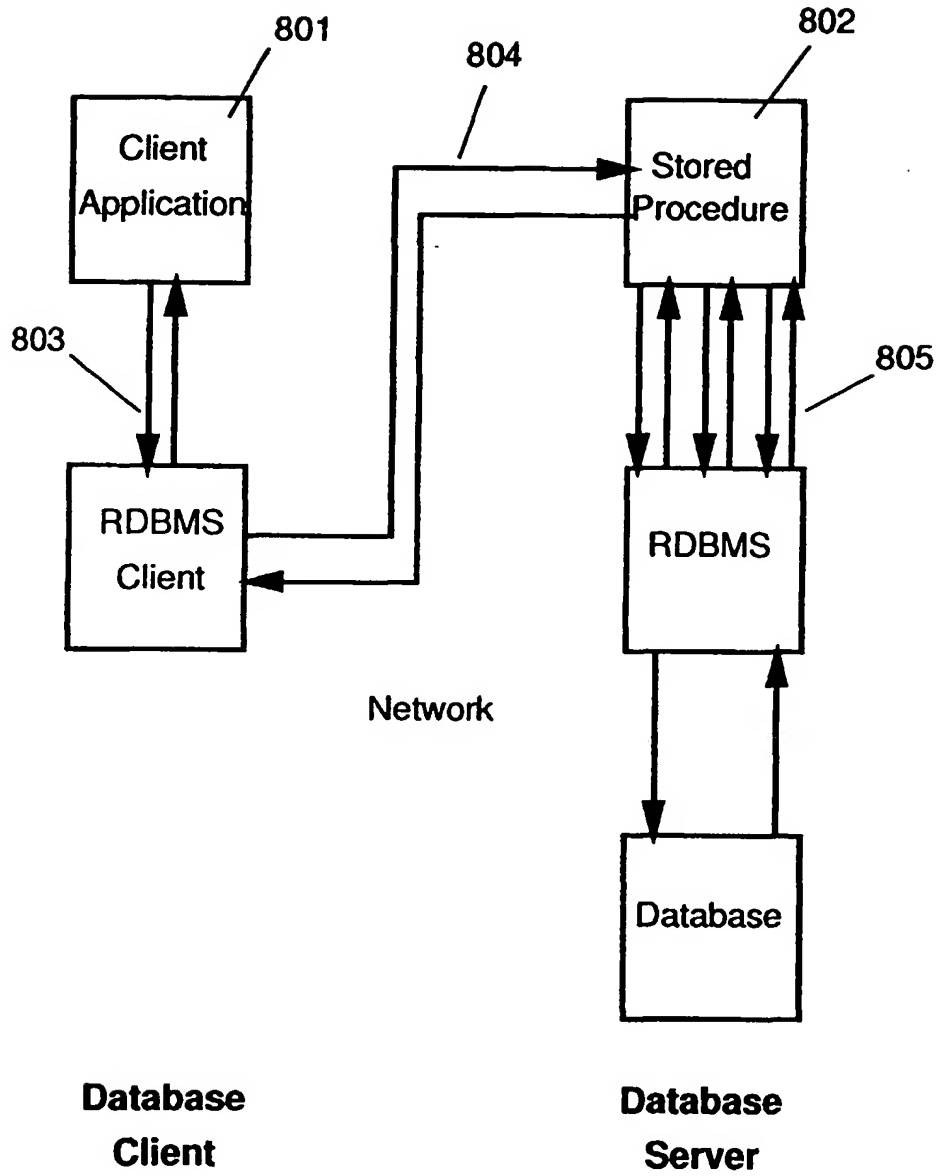 801
802
804
Client
Application
Stored
Procedure
803
805
RDBMS
Client
RDBMS
Network
Database
Database
Client
Database
Server